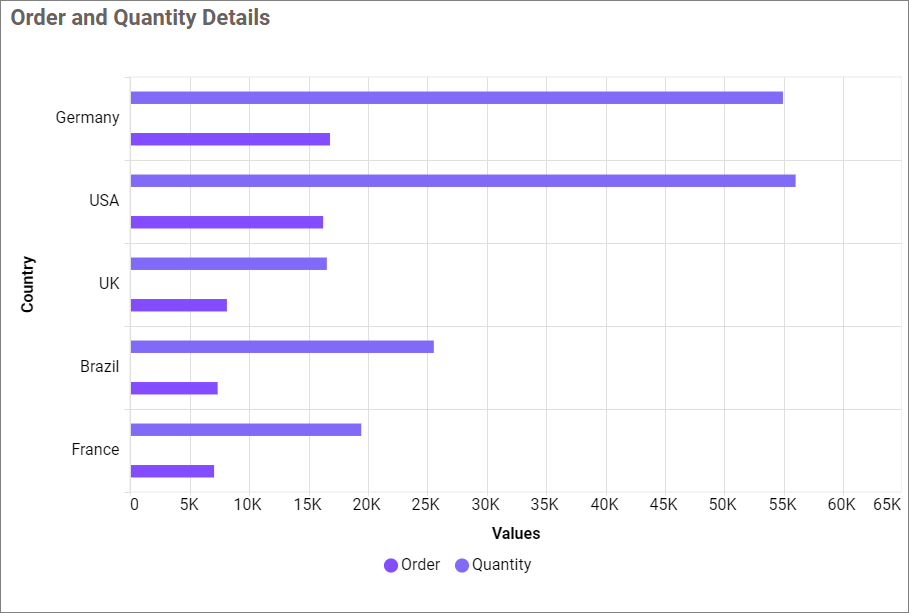 Order and Quantity Details
Germany
USA
UK
Brazil
France
Country
0 5K 10K 15K 20K 25K 30K 35K 40K 45K 50K 55K 60K 65K
Values
Order Quantity